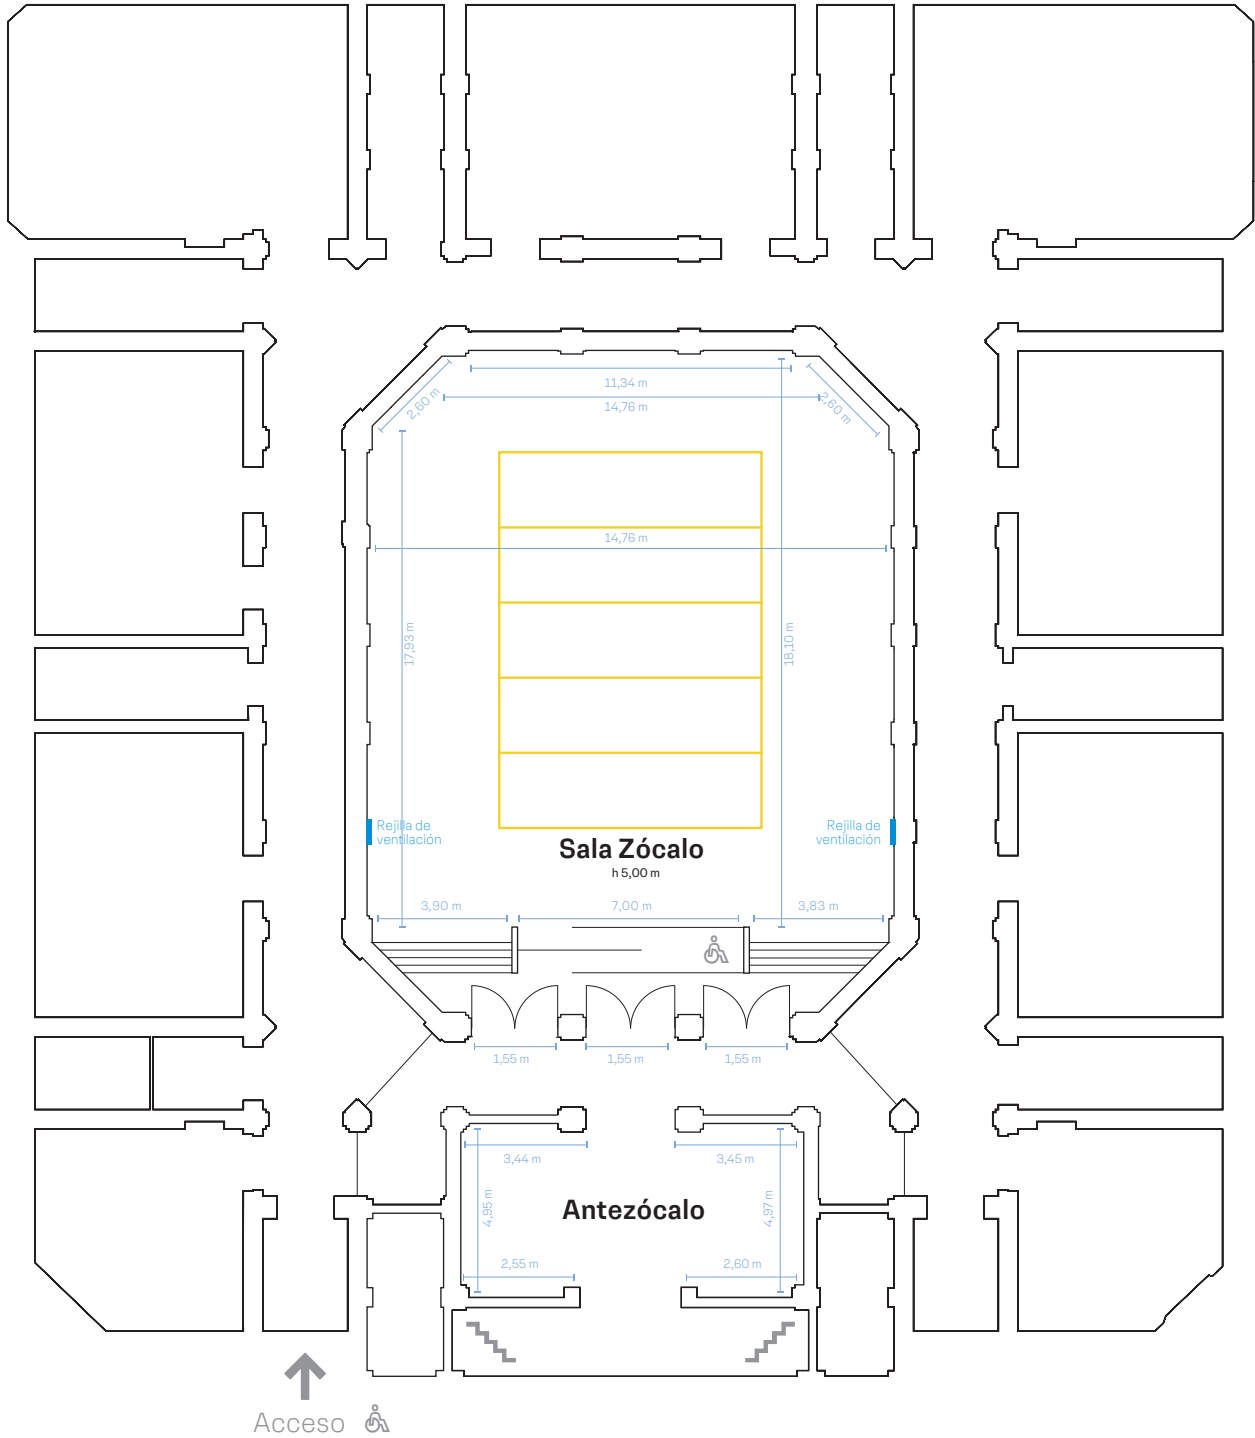 11,34 m
2,60 m
14,76 m
2,60 m
14,76 m
17,93 m
18,10 m
Rejilla de
ventilación
Rejilla de
ventilación
Sala Zócalo
h 5,00 m
3,90 m
7,00 m
3,83 m
1,55 m
1,55 m
1,55 m
3,44 m
3,45 m
4,95 m
Antezócalo
4,97 m
2,55 m
2,60 m
Acceso